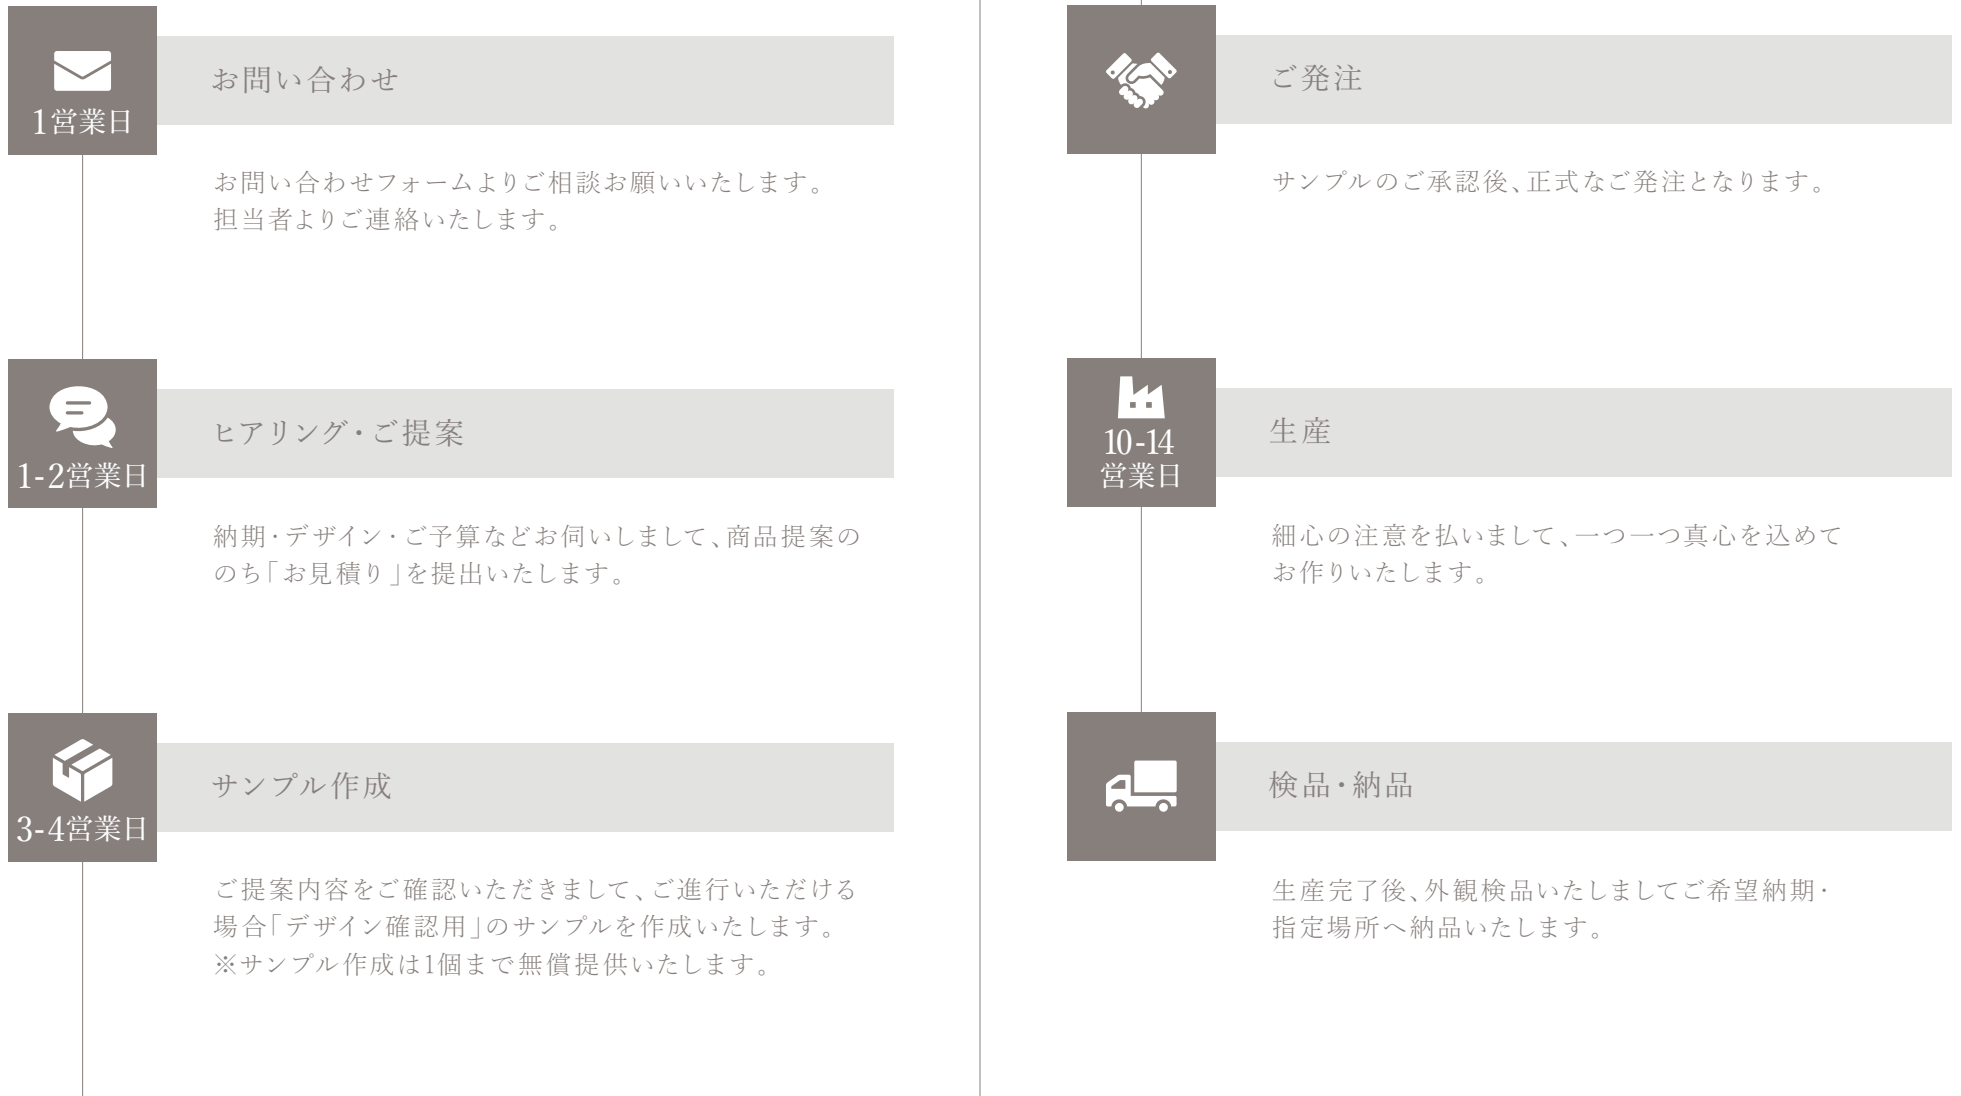 1営業日
お問い合わせ
お問い合わせフォームよりご相談お願いいたします。
担当者よりご連絡いたします。
1-2営業日
ヒアリング・ご提案
納期・デザイン・ご予算などお伺いしまして、商品提案の
のち「お見積り」を提出いたします。
3-4営業日
サンプル作成
ご提案内容をご確認いただきまして、ご進行いただける
場合「デザイン確認用」のサンプルを作成いたします。
※サンプル作成は1個まで無償提供いたします。
ご発注
サンプルのご承認後、正式なご発注となります。
10-14
営業日
生産
細心の注意を払いまして、一つ一つ真心を込めて
お作りいたします。
検品・納品
生産完了後、外観検品いたしましてご希望納期・
指定場所へ納品いたします。